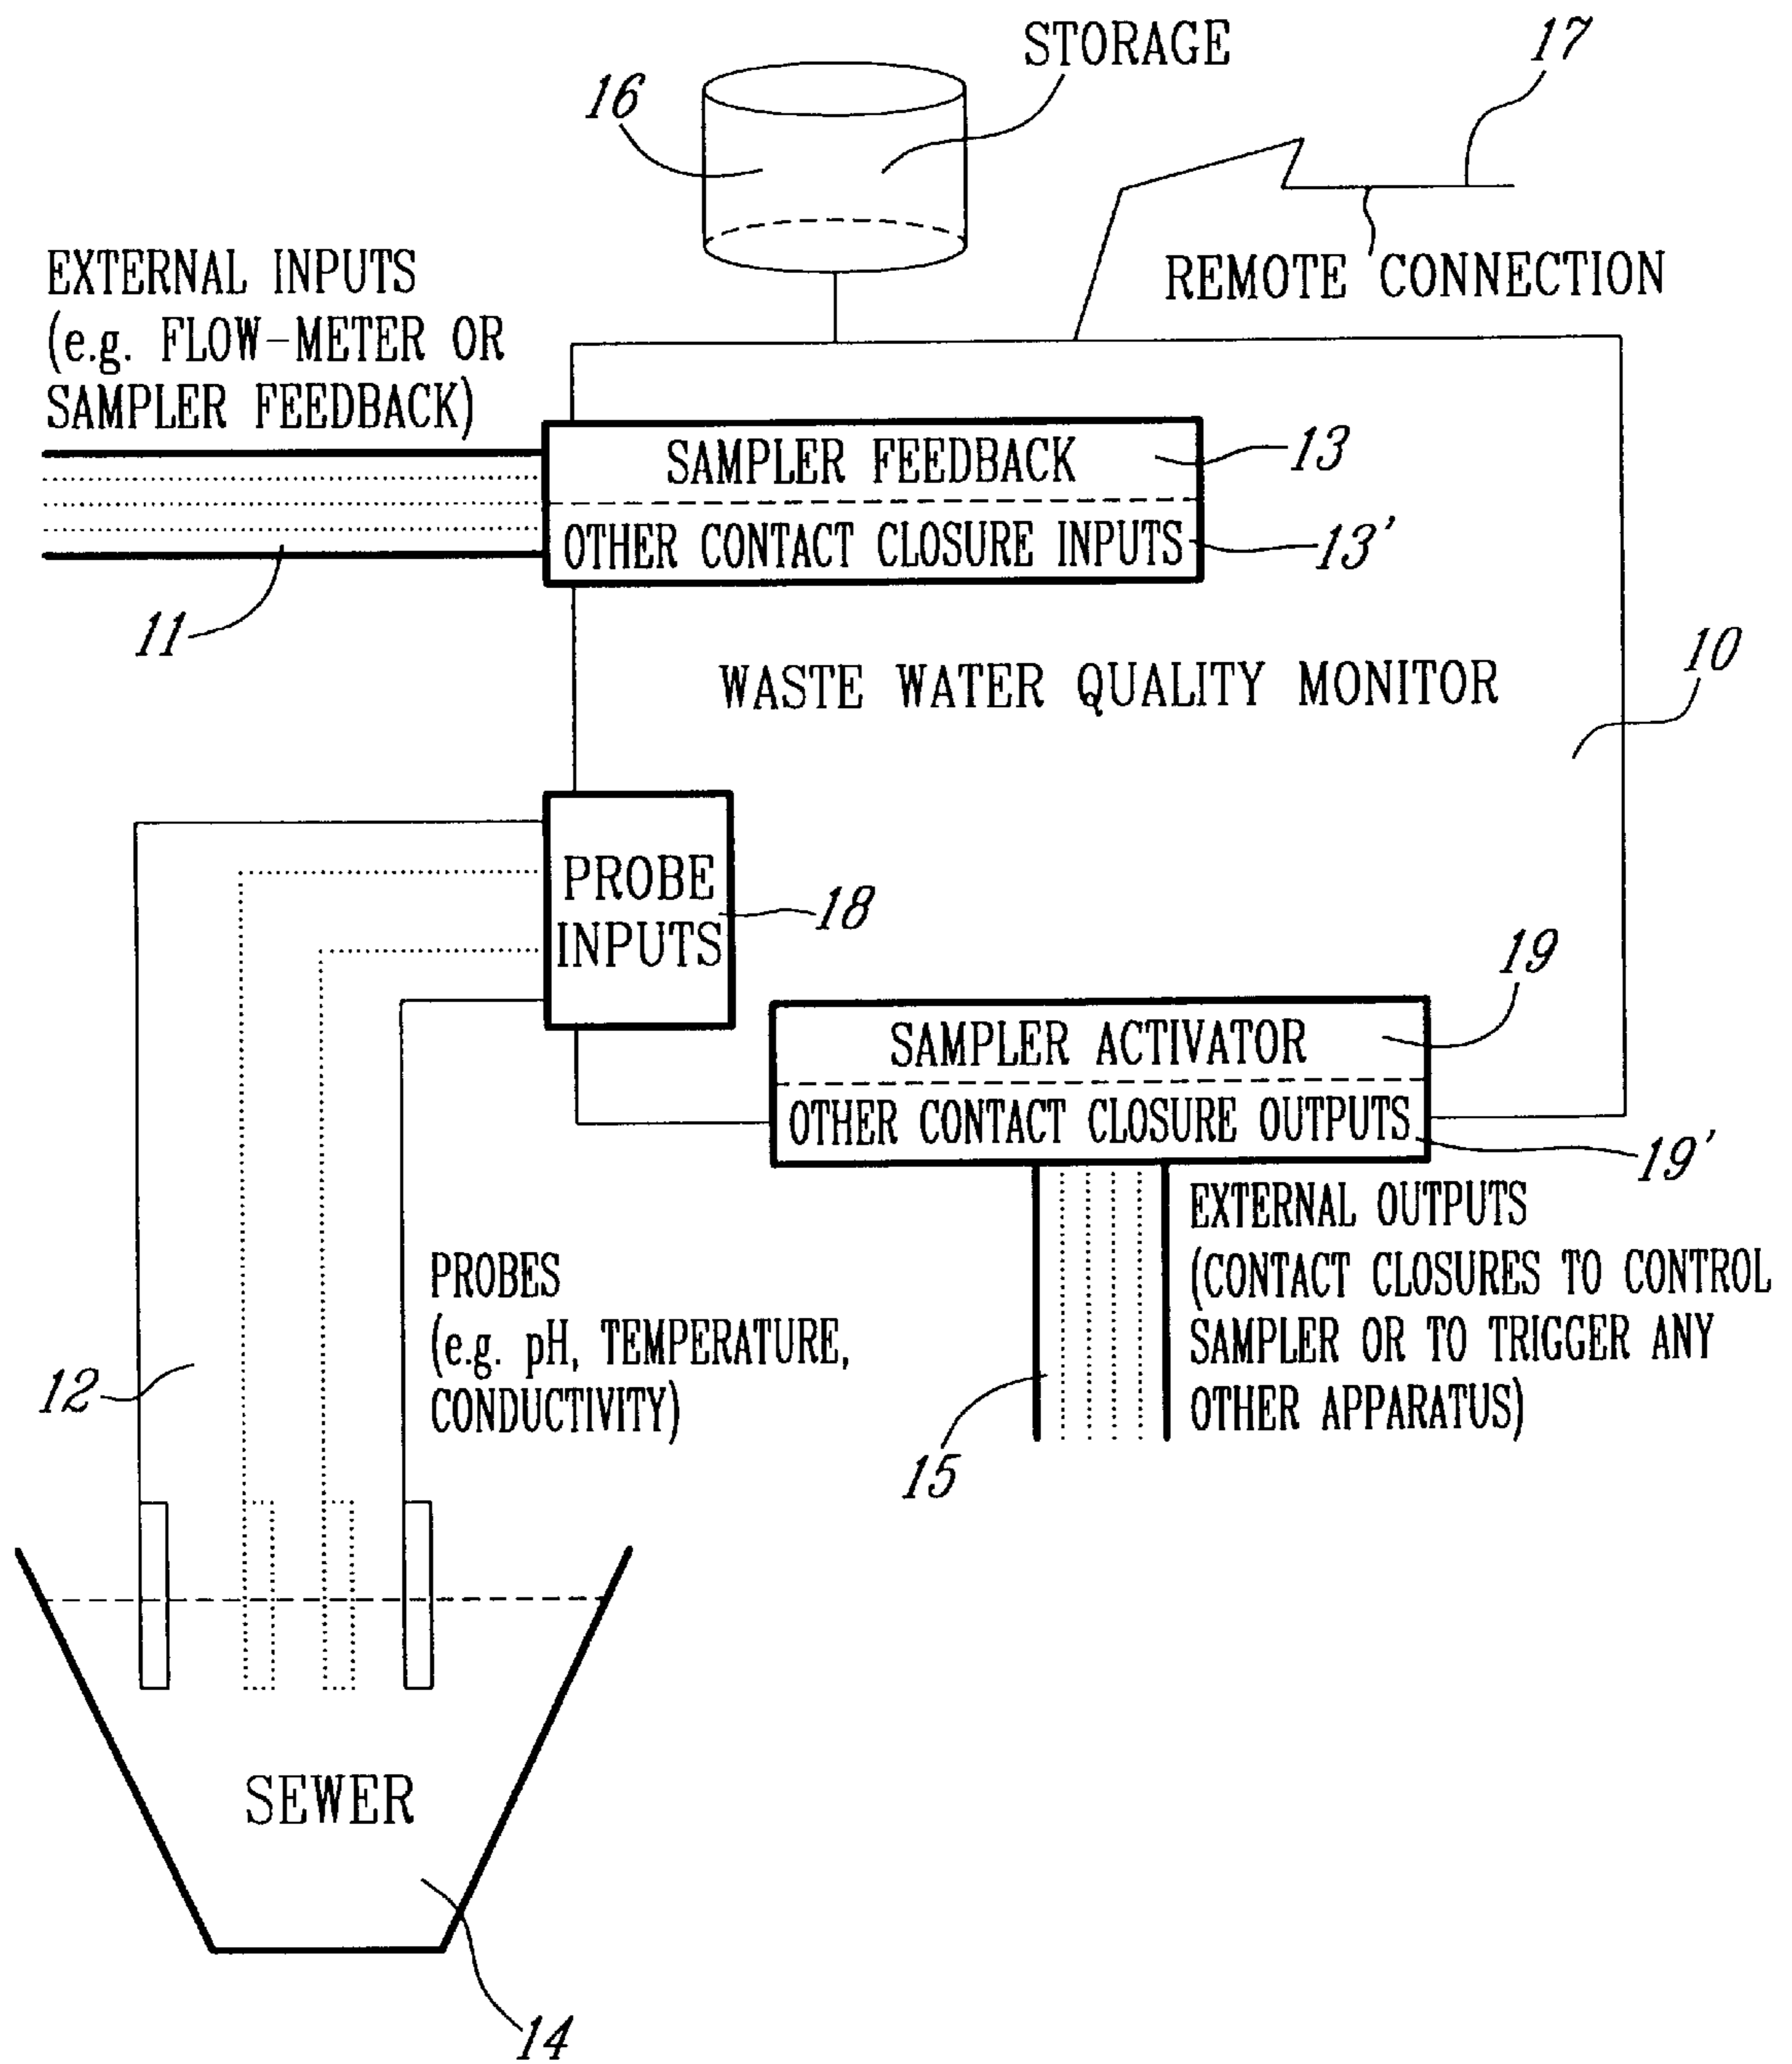 STORAGE
17
16
EXTERNAL INPUTS
(e.g. FLOW-METER OR
SAMPLER FEEDBACK)
REMOTE CONNECTION
SAMPLER FEEDBACK
13
OTHER CONTACT CLOSURE INPUTS
13'
11
WASTE WATER QUALITY MONITOR
10
PROBE
INPUTS
18
19
SAMPLER ACTIVATOR
OTHER CONTACT CLOSURE OUTPUTS
19'
EXTERNAL OUTPUTS
(CONTACT CLOSURES TO CONTROL
SAMPLER OR TO TRIGGER ANY
OTHER APPARATUS)
PROBES
(e.g. pH, TEMPERATURE,
CONDUCTIVITY)
12
15
SEWER
14